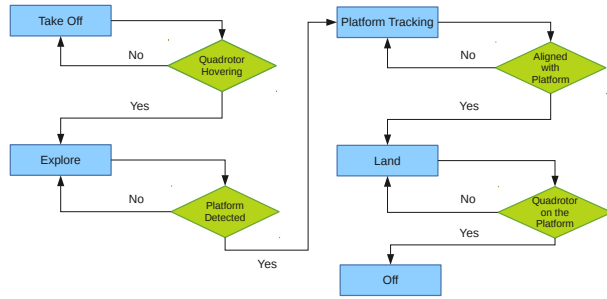 Take Off
No
Quadrotor
Hovering
Yes
Explore
No
Platform
Detected
Yes
Platform Tracking
No
Aligned
with
Platform
Yes
Land
No
Quadrotor
on the
Platform
Yes
Off